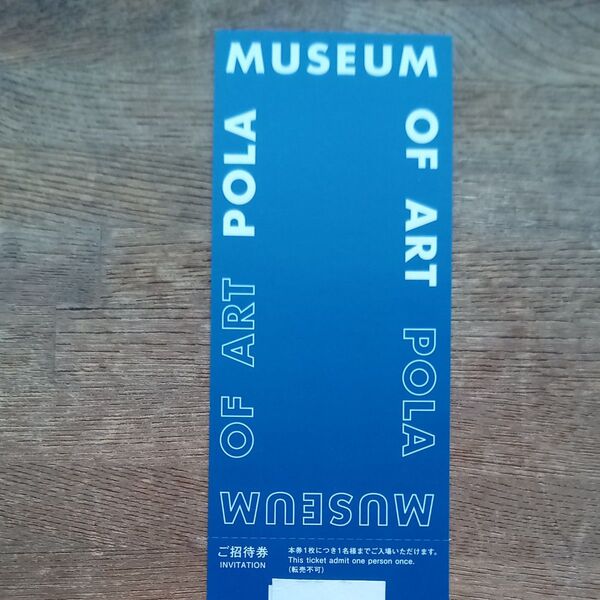 POLA MUSEUM OF ART
POLA MUSEUM OF ART
ご招待券
INVITATION
本券1枚につき1名様までご入場いただけます。
This ticket admit one person once.
(転売不可)